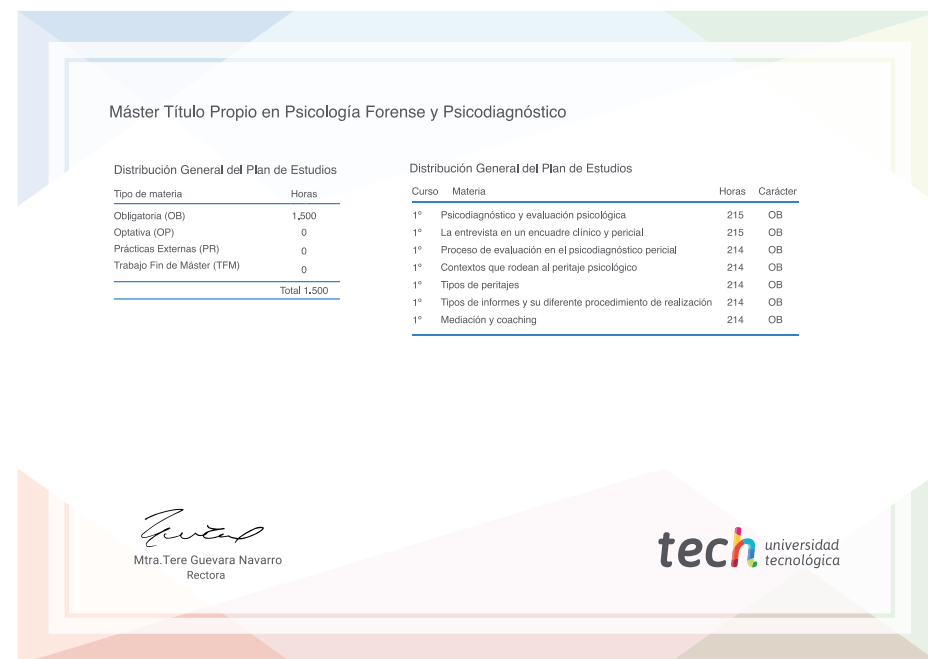 Máster Título Propio en Psicología Forense y Psicodiagnóstico
Distribución General del Plan de Estudios
Tipo de materia Horas
Obligatoria (OB) 1.500
Optativa (OP) 0
Prácticas Externas (PR) 0
Trabajo Fin de Máster (TFM) 0
Total 1.500
Distribución General del Plan de Estudios
Curso Materia Horas Carácter
1º Psicodiagnóstico y evaluación psicológica 215 OB
1º La entrevista en un encuadre clínico y pericial 215 OB
1º Proceso de evaluación en el psicodiagnóstico pericial 214 OB
1º Contextos que rodean al peritaje psicológico 214 OB
1º Tipos de peritajes 214 OB
1º Tipos de informes y su diferente procedimiento de realización 214 OB
1º Mediación y coaching 214 OB
Mtra.Tere Guevara Navarro
Rectora
tech universidad
tecnológica